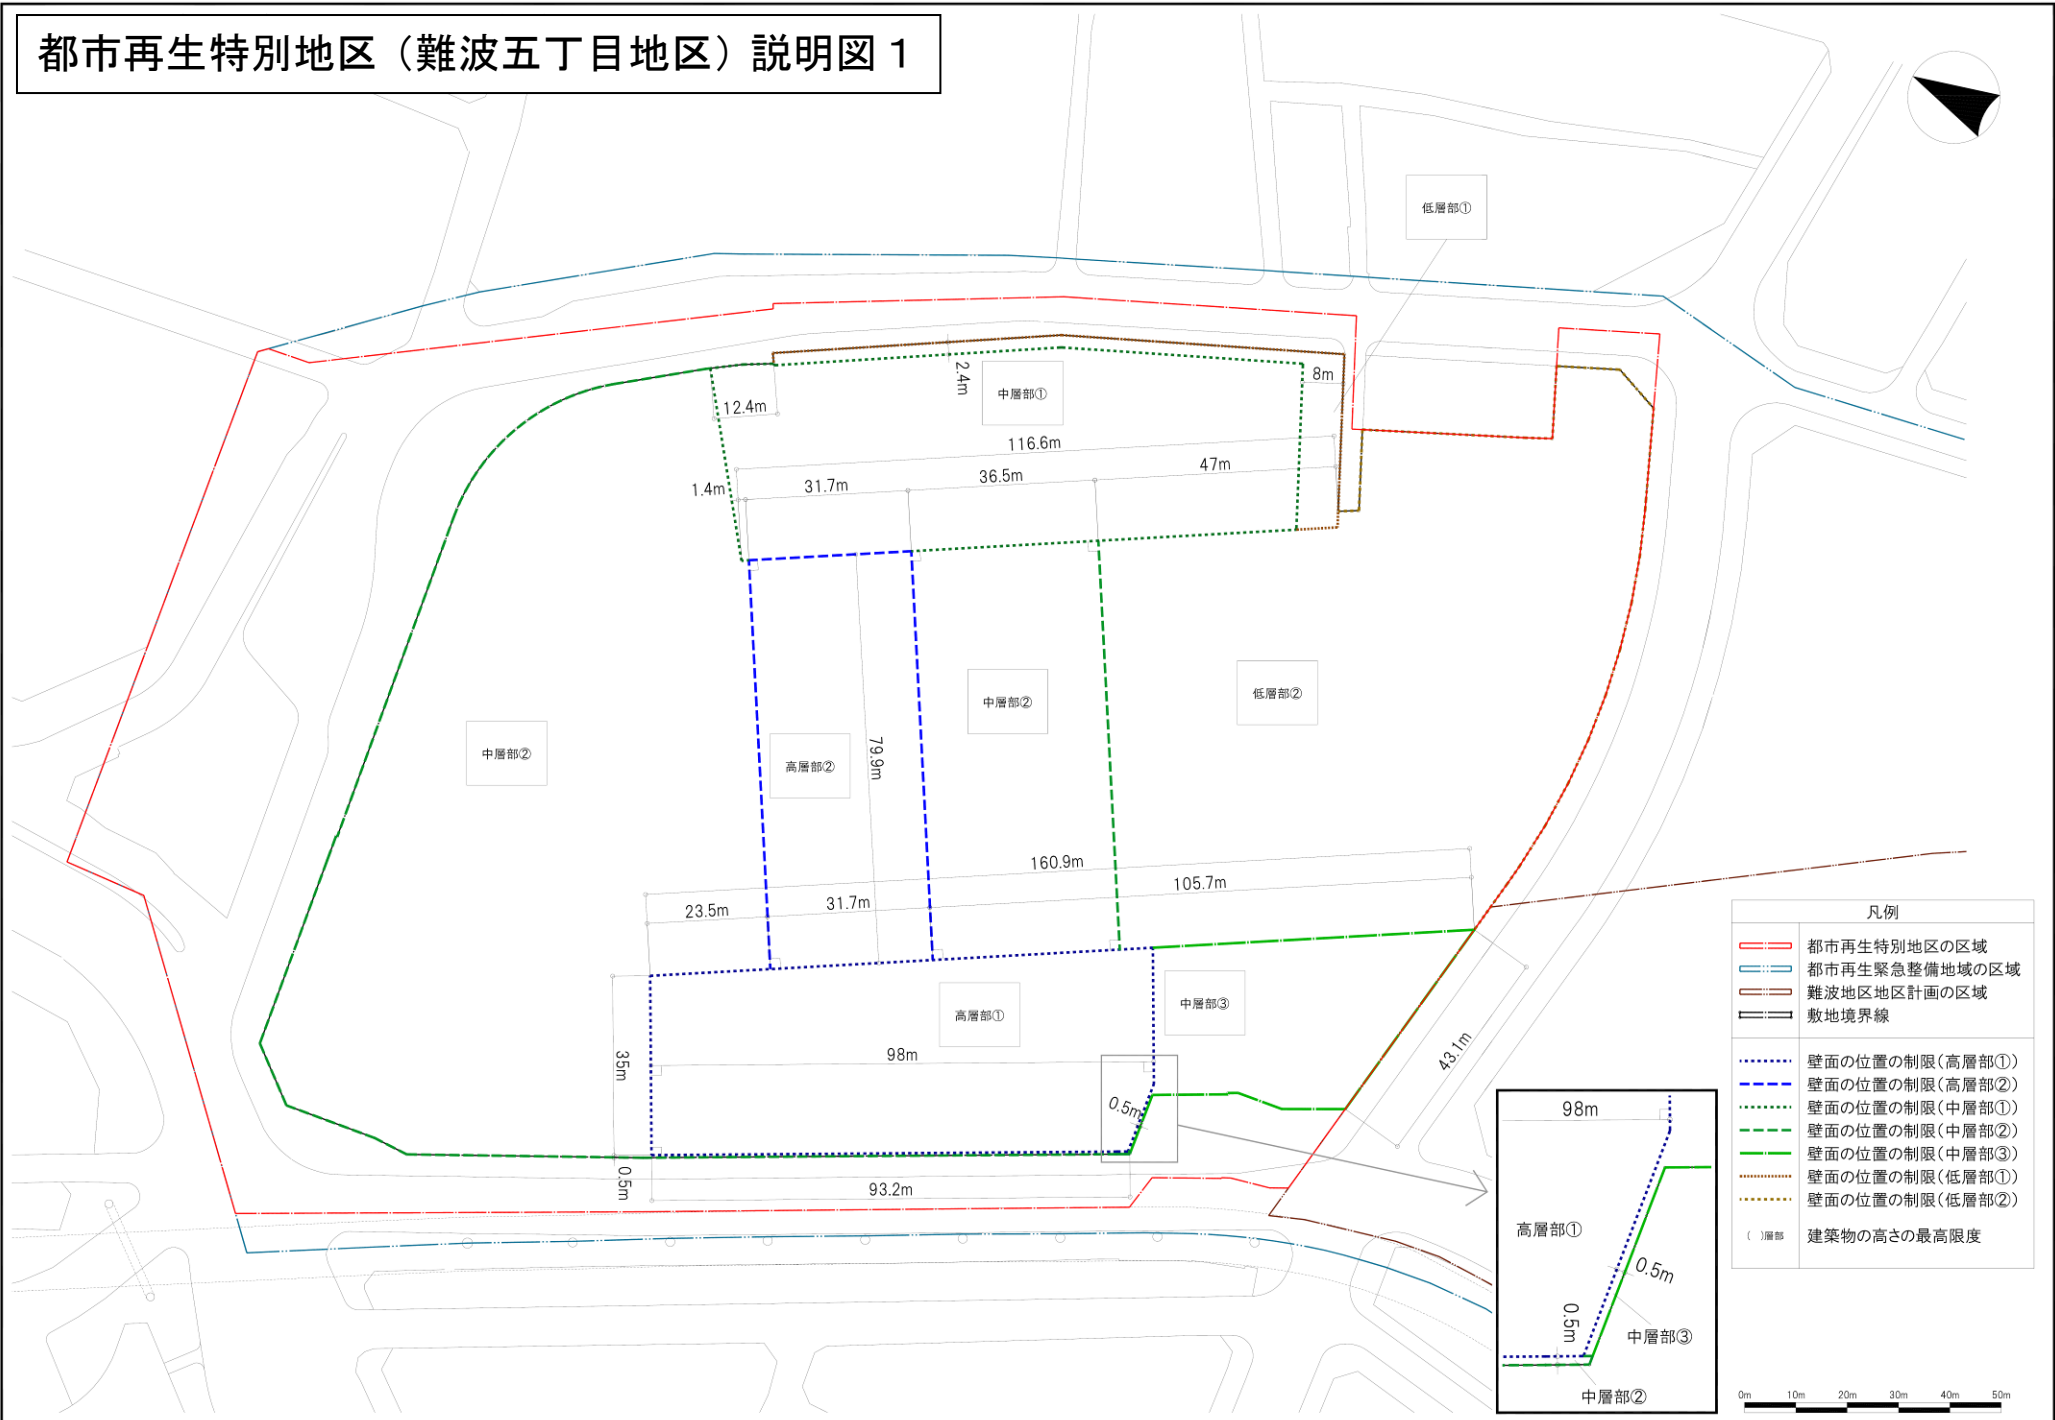 都市再生特別地区（難波五丁目地区）説明図１
低層部①
2.4m
中層部①
8m
12.4m
116.6m
1.4m
31.7m
36.5m
47m
中層部②
高層部②
79.9m
中層部②
低層部②
160.9m
105.7m
23.5m
31.7m
高層部①
中層部③
35m
98m
0.5m
43.1m
0.5m
93.2m
98m
高層部①
0.5m
0.5m
中層部③
中層部②
凡例
都市再生特別地区の区域
都市再生緊急整備地域の区域
難波地区地区計画の区域
敷地境界線
壁面の位置の制限（高層部①）
壁面の位置の制限（高層部②）
壁面の位置の制限（中層部①）
壁面の位置の制限（中層部②）
壁面の位置の制限（中層部③）
壁面の位置の制限（低層部①）
壁面の位置の制限（低層部②）
（　）層部 建築物の高さの最高限度
0m 10m 20m 30m 40m 50m